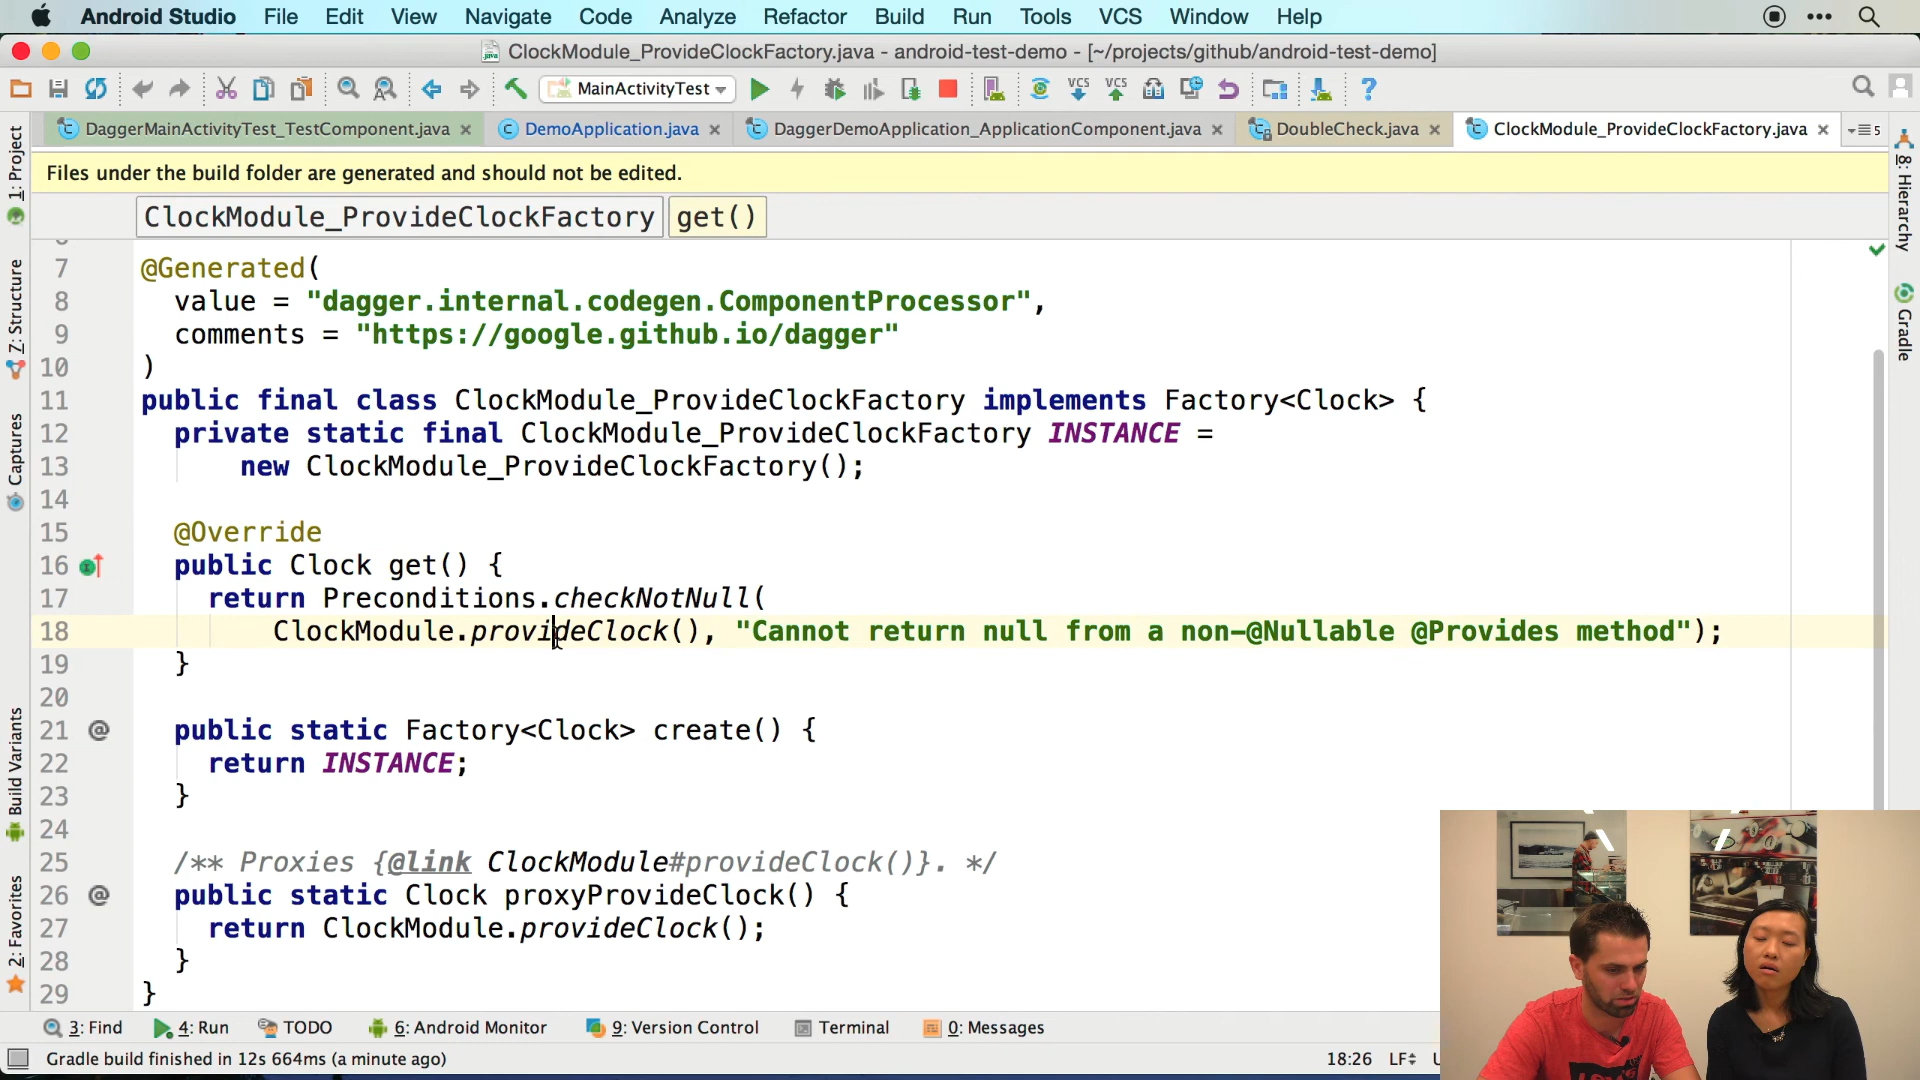 Android Studio File Edit View Navigate Code Analyze Refactor Build Run Tools VCS Window Help
ClockModule_ProvideClockFactory.java - android-test-demo - [~/projects/github/android-test-demo]
MainActivityTest VCS VCS ?
DaggerMainActivityTest_TestComponent.java DemoApplication.java DaggerDemoApplication_ApplicationComponent.java DoubleCheck.java ClockModule_ProvideClockFactory.java 5
Files under the build folder are generated and should not be edited.
ClockModule_ProvideClockFactory get()
7 @Generated(
8 value = "dagger.internal.codegen.ComponentProcessor",
9 comments = "https://google.github.io/dagger"
10 )
11 public final class ClockModule_ProvideClockFactory implements Factory<Clock> {
12 private static final ClockModule_ProvideClockFactory INSTANCE =
13 new ClockModule_ProvideClockFactory();
14
15 @Override
16 public Clock get() {
17 return Preconditions.checkNotNull(
18 ClockModule.provideClock(), "Cannot return null from a non-@Nullable @Provides method");
19 }
20
21 @ public static Factory<Clock> create() {
22 return INSTANCE;
23 }
24
25 /** Proxies {@link ClockModule#provideClock()}. */
26 @ public static Clock proxyProvideClock() {
27 return ClockModule.provideClock();
28 }
29 }
1: Project
Z: Structure
Captures
Build Variants
2: Favorites
8: Hierarchy
Gradle
3: Find 4: Run TODO 6: Android Monitor 9: Version Control Terminal 0: Messages
Gradle build finished in 12s 664ms (a minute ago) 18:26 LF